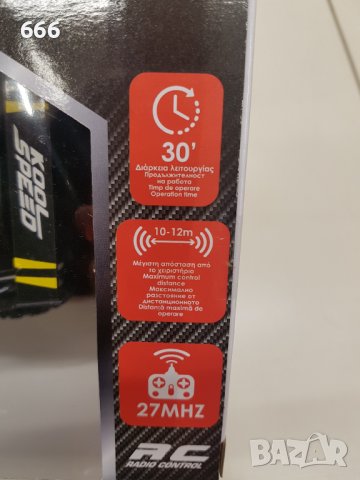 666
KOOL
SPEED
30'
Διάρκεια λειτουργίας
Продължителност
на работа
Timp de operare
Operation time
10-12m
Μέγιστη απόσταση από
το χειριστήριο
Maximum control
distance
Максимално
разстояние от
дистанционното
Distanță maximă de
operare
27MHZ
RC
RADIO CONTROL
BAZAR
bg